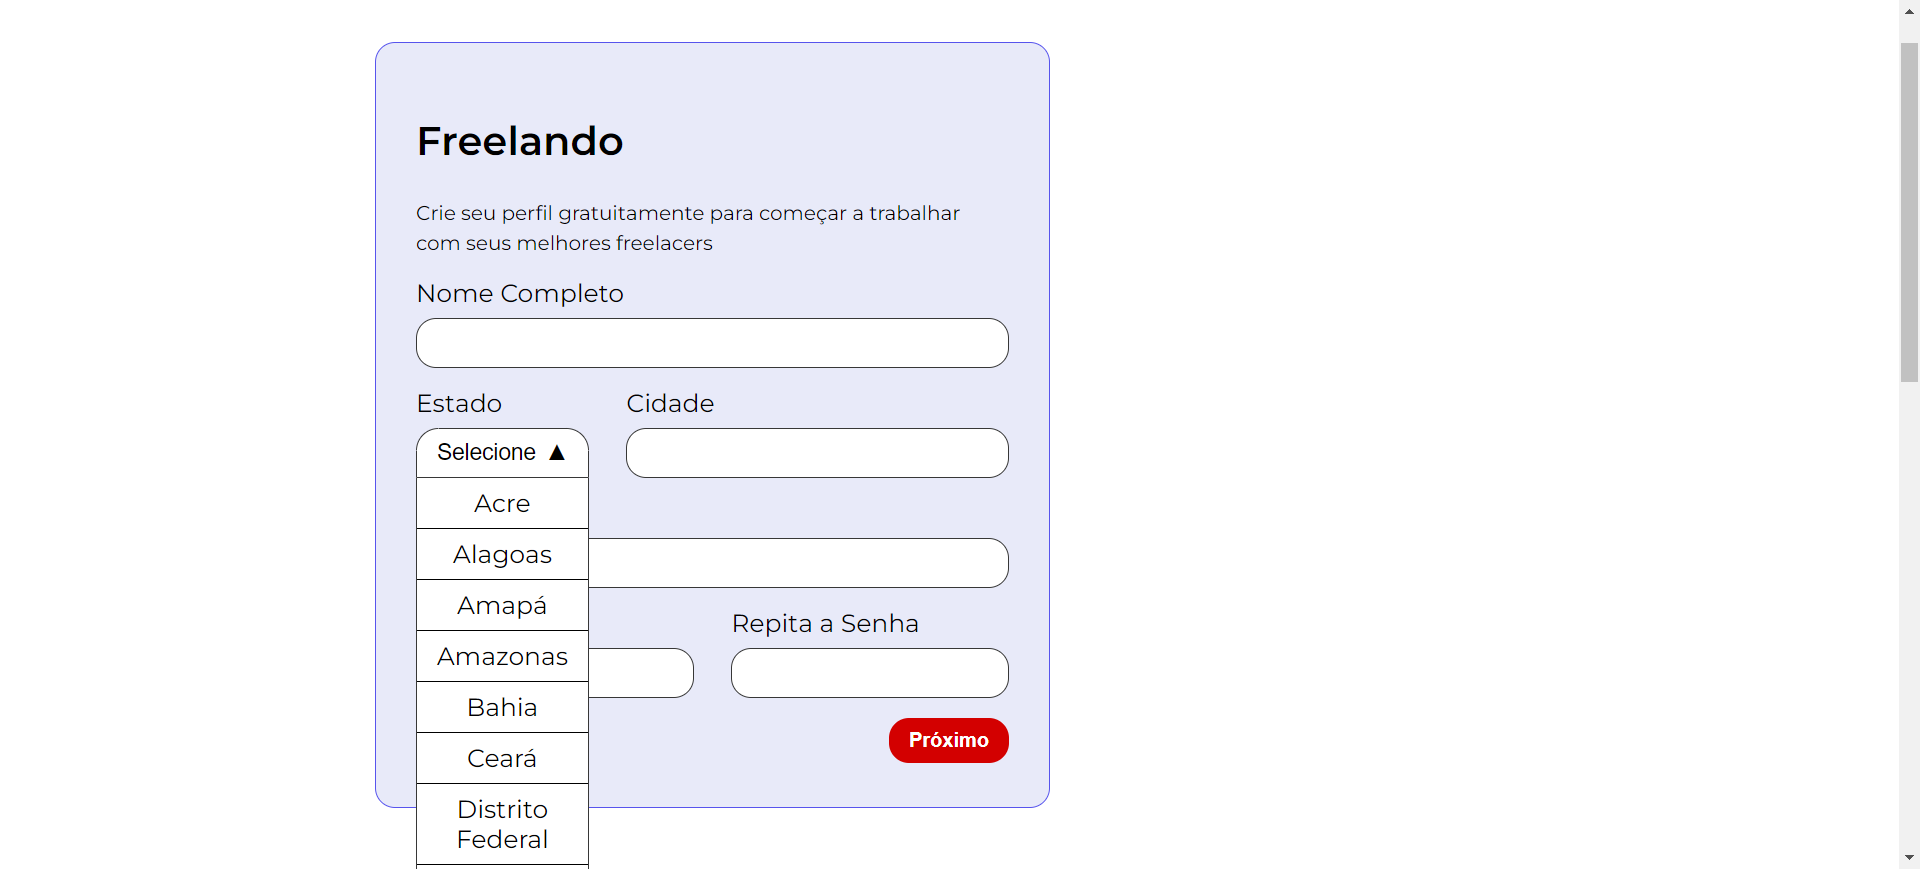 Freelando
Crie seu perfil gratuitamente para começar a trabalhar
com seus melhores freelacers
Nome Completo
Estado
Cidade
Selecione ▲
Acre
Alagoas
Amapá
Amazonas
Bahia
Ceará
Distrito
Federal
Repita a Senha
Próximo